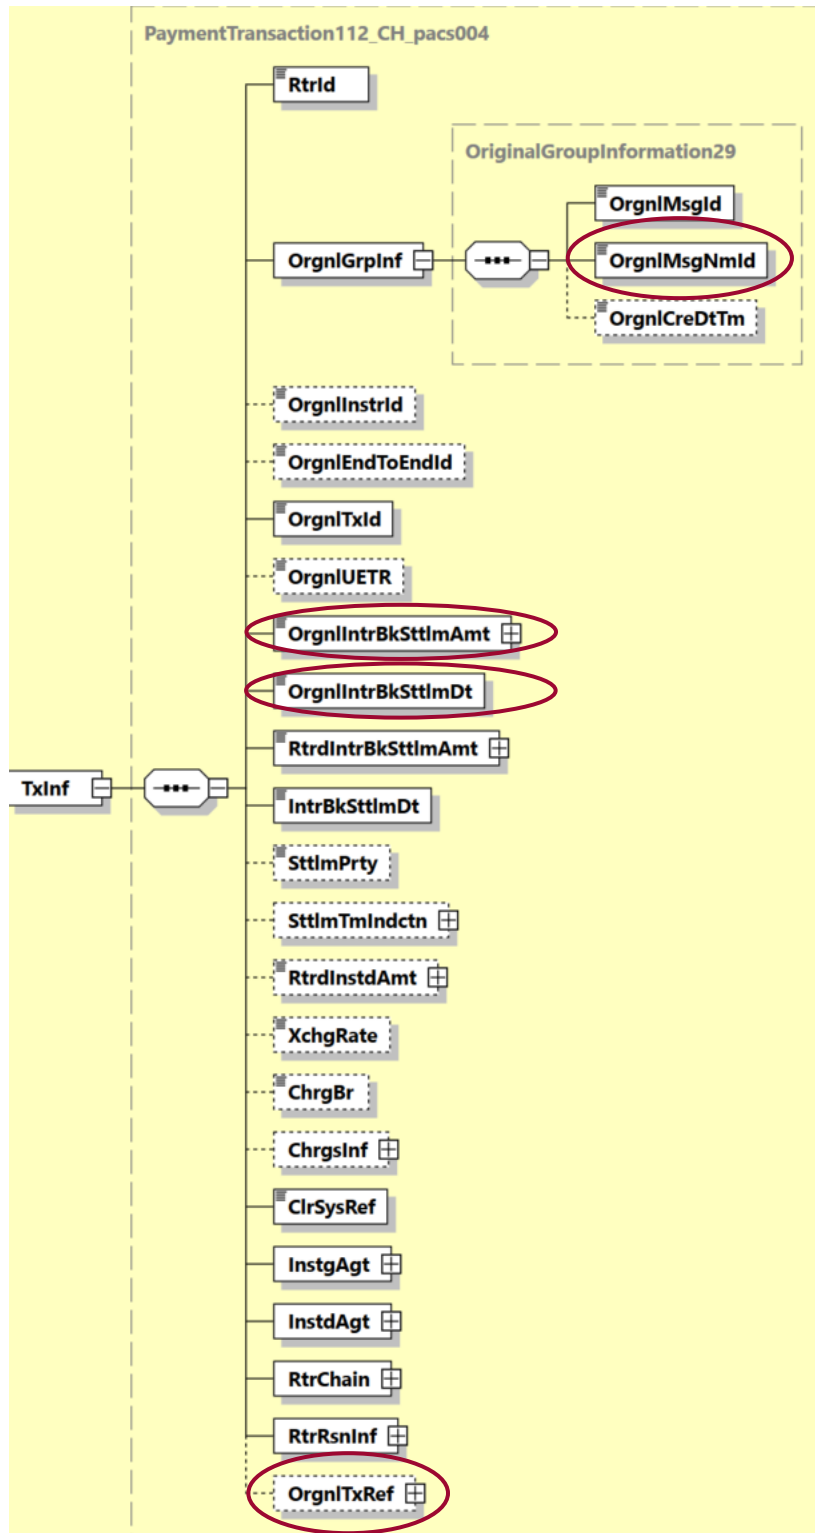 PaymentTransaction112_CH_pacs004
RtrId
OriginalGroupInformation29
OrgnlMsgId
OrgnlGrpInf
OrgnlMsgNmId
OrgnlCreDtTm
OrgnlInstrId
OrgnlEndToEndId
OrgnlTxId
OrgnlUETR
OrgnlIntrBkSttlmAmt
OrgnlIntrBkSttlmDt
RtrdIntrBkSttlmAmt
TxInf
IntrBkSttlmDt
SttlmPrty
SttlmTmIndctn
RtrdInstdAmt
XchgRate
ChrgBr
ChrgsInf
ClrSysRef
InstgAgt
InstdAgt
RtrChain
RtrRsnInf
OrgnlTxRef